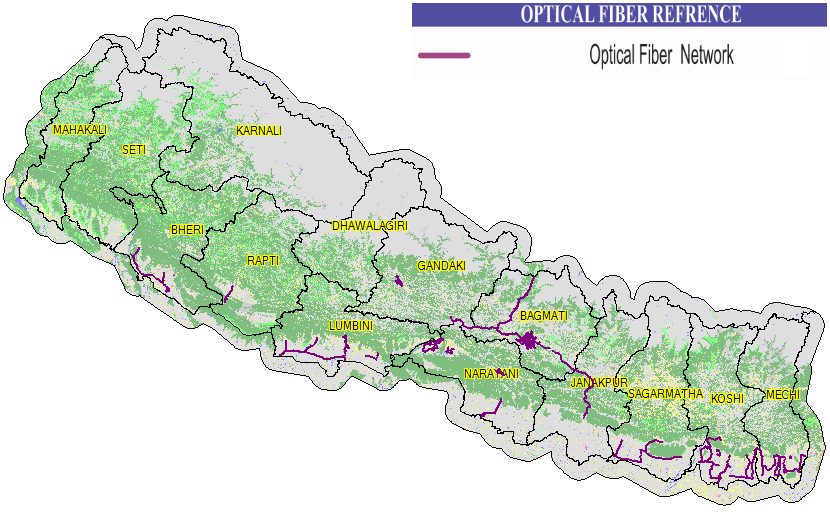 OPTICAL FIBER REFRENCE
Optical Fiber Network
MAHAKALI
KARNALI
SETI
DHAWALAGIRI
BHERI
RAPTI
GANDAKI
BAGMATI
LUMBINI
NARAYANI
JANAKPUR
SAGARMATHA
KOSHI
MECHI